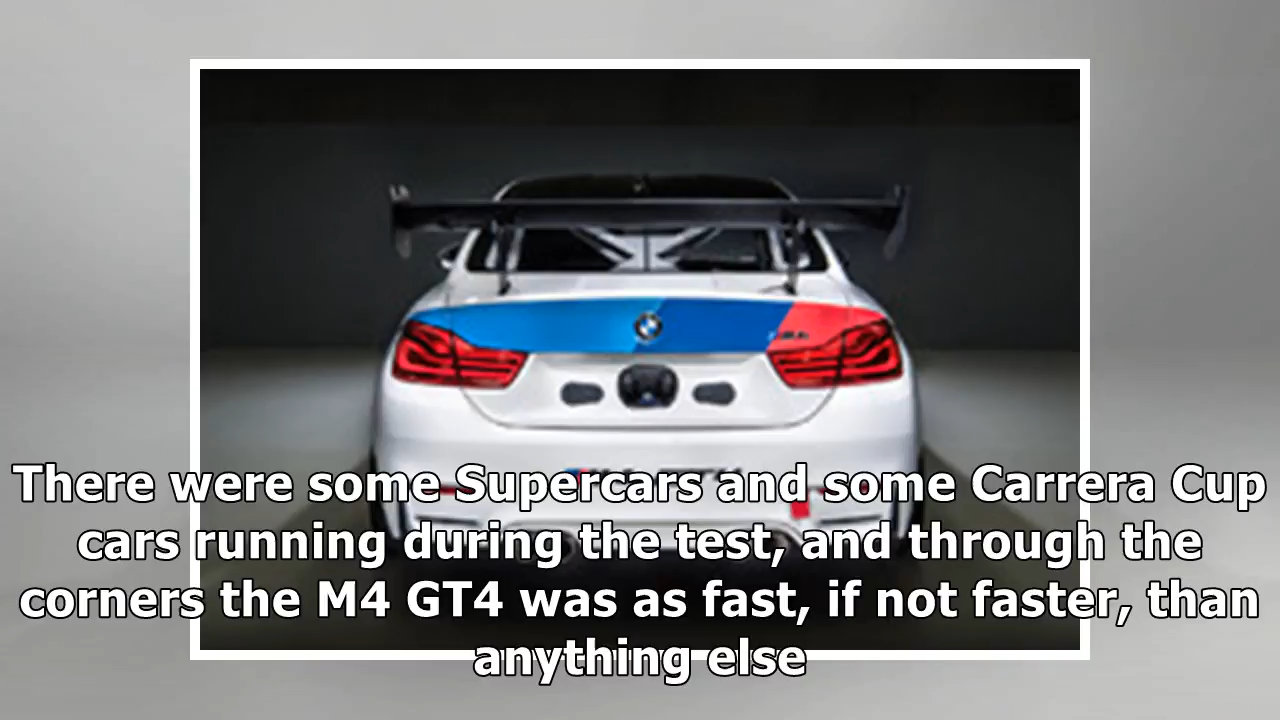 There were some Supercars and some Carrera Cup
cars running during the test, and through the
corners the M4 GT4 was as fast, if not faster, than
anything else